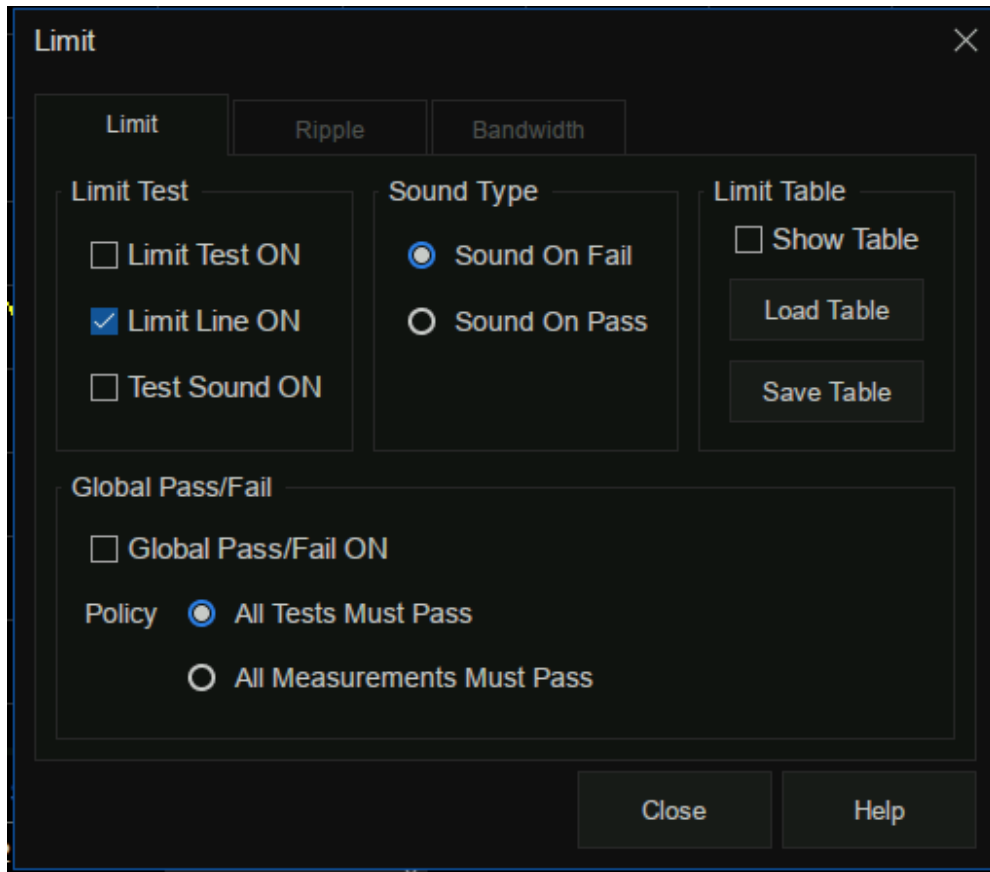 Limit
Limit
Ripple
Bandwidth
Limit Test
Limit Test ON
Limit Line ON
Test Sound ON
Sound Type
Sound On Fail
Sound On Pass
Limit Table
Show Table
Load Table
Save Table
Global Pass/Fail
Global Pass/Fail ON
Policy
All Tests Must Pass
All Measurements Must Pass
Close
Help